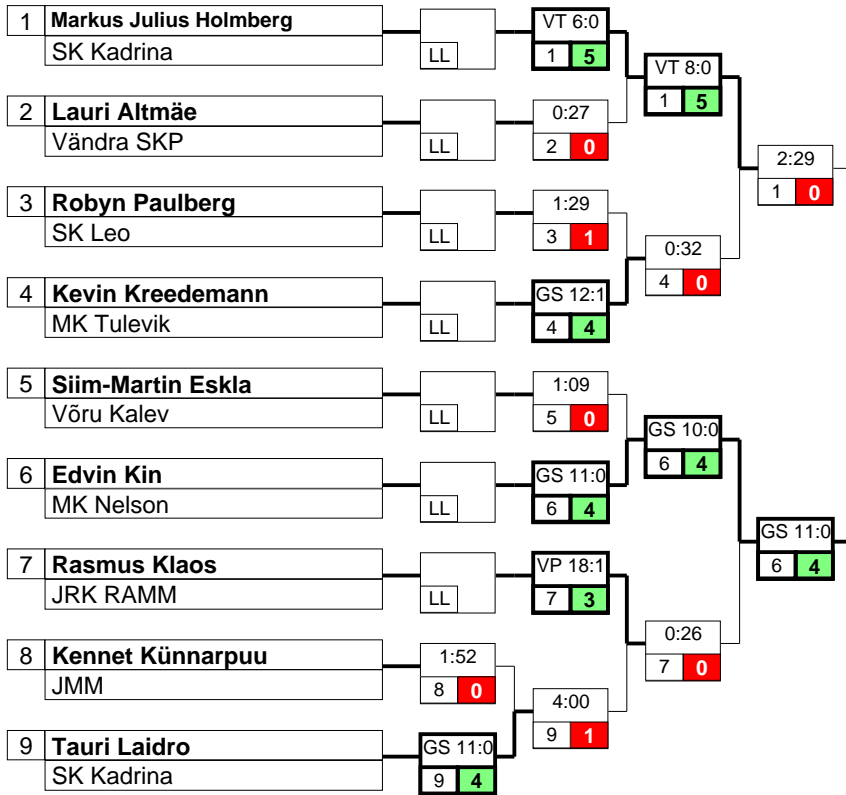 1 Markus Julius Holmberg
SK Kadrina
LL
VT 6:0
1 5
VT 8:0
1 5
2 Lauri Altmäe
Vändra SKP
LL
0:27
2 0
2:29
1 0
3 Robyn Paulberg
SK Leo
LL
1:29
3 1
0:32
4 0
4 Kevin Kreedemann
MK Tulevik
LL
GS 12:1
4 4
5 Siim-Martin Eskla
Võru Kalev
LL
1:09
5 0
GS 10:0
6 4
6 Edvin Kin
MK Nelson
LL
GS 11:0
6 4
GS 11:0
6 4
7 Rasmus Klaos
JRK RAMM
LL
VP 18:1
7 3
0:26
7 0
8 Kennet Künnarpuu
JMM
1:52
8 0
4:00
9 1
9 Tauri Laidro
SK Kadrina
GS 11:0
9 4